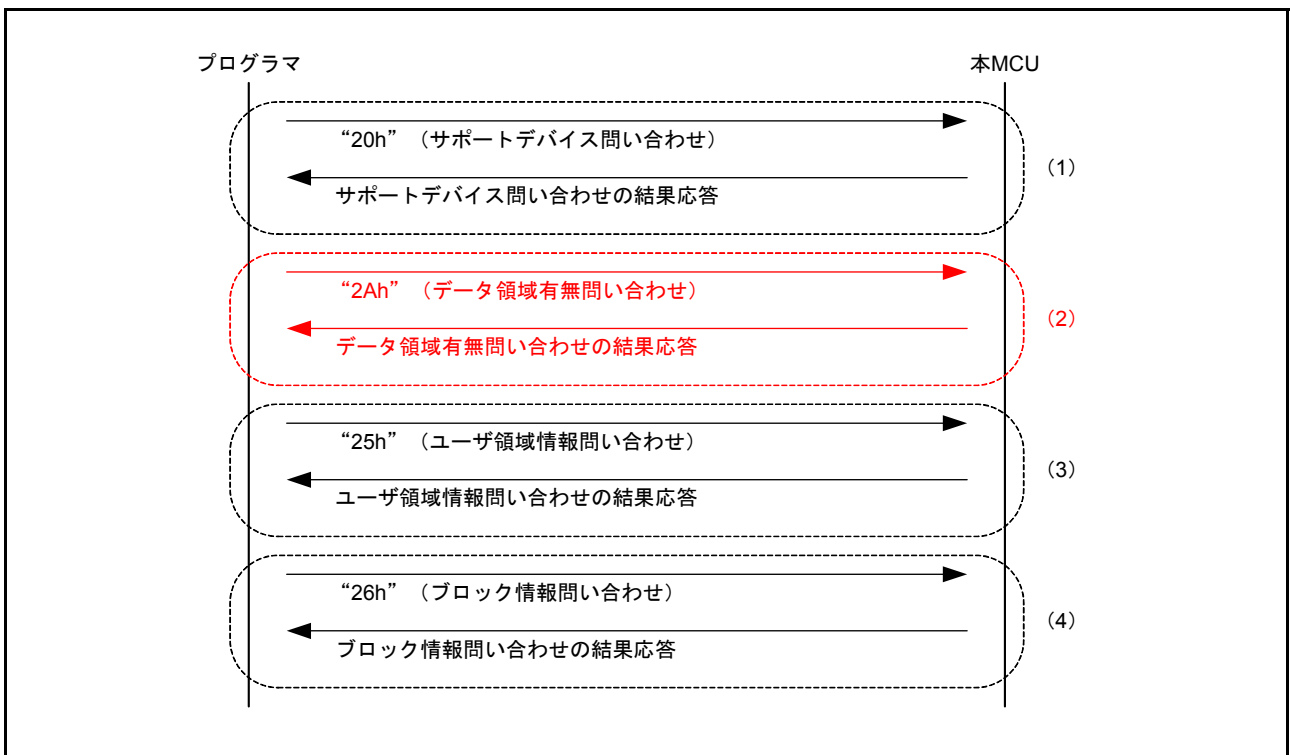 プログラマ
本MCU
“20h” （サポートデバイス問い合わせ）
サポートデバイス問い合わせの結果応答
（1）
“2Ah” （データ領域有無問い合わせ）
データ領域有無問い合わせの結果応答
（2）
“25h” （ユーザ領域情報問い合わせ）
ユーザ領域情報問い合わせの結果応答
（3）
“26h” （ブロック情報問い合わせ）
ブロック情報問い合わせの結果応答
（4）